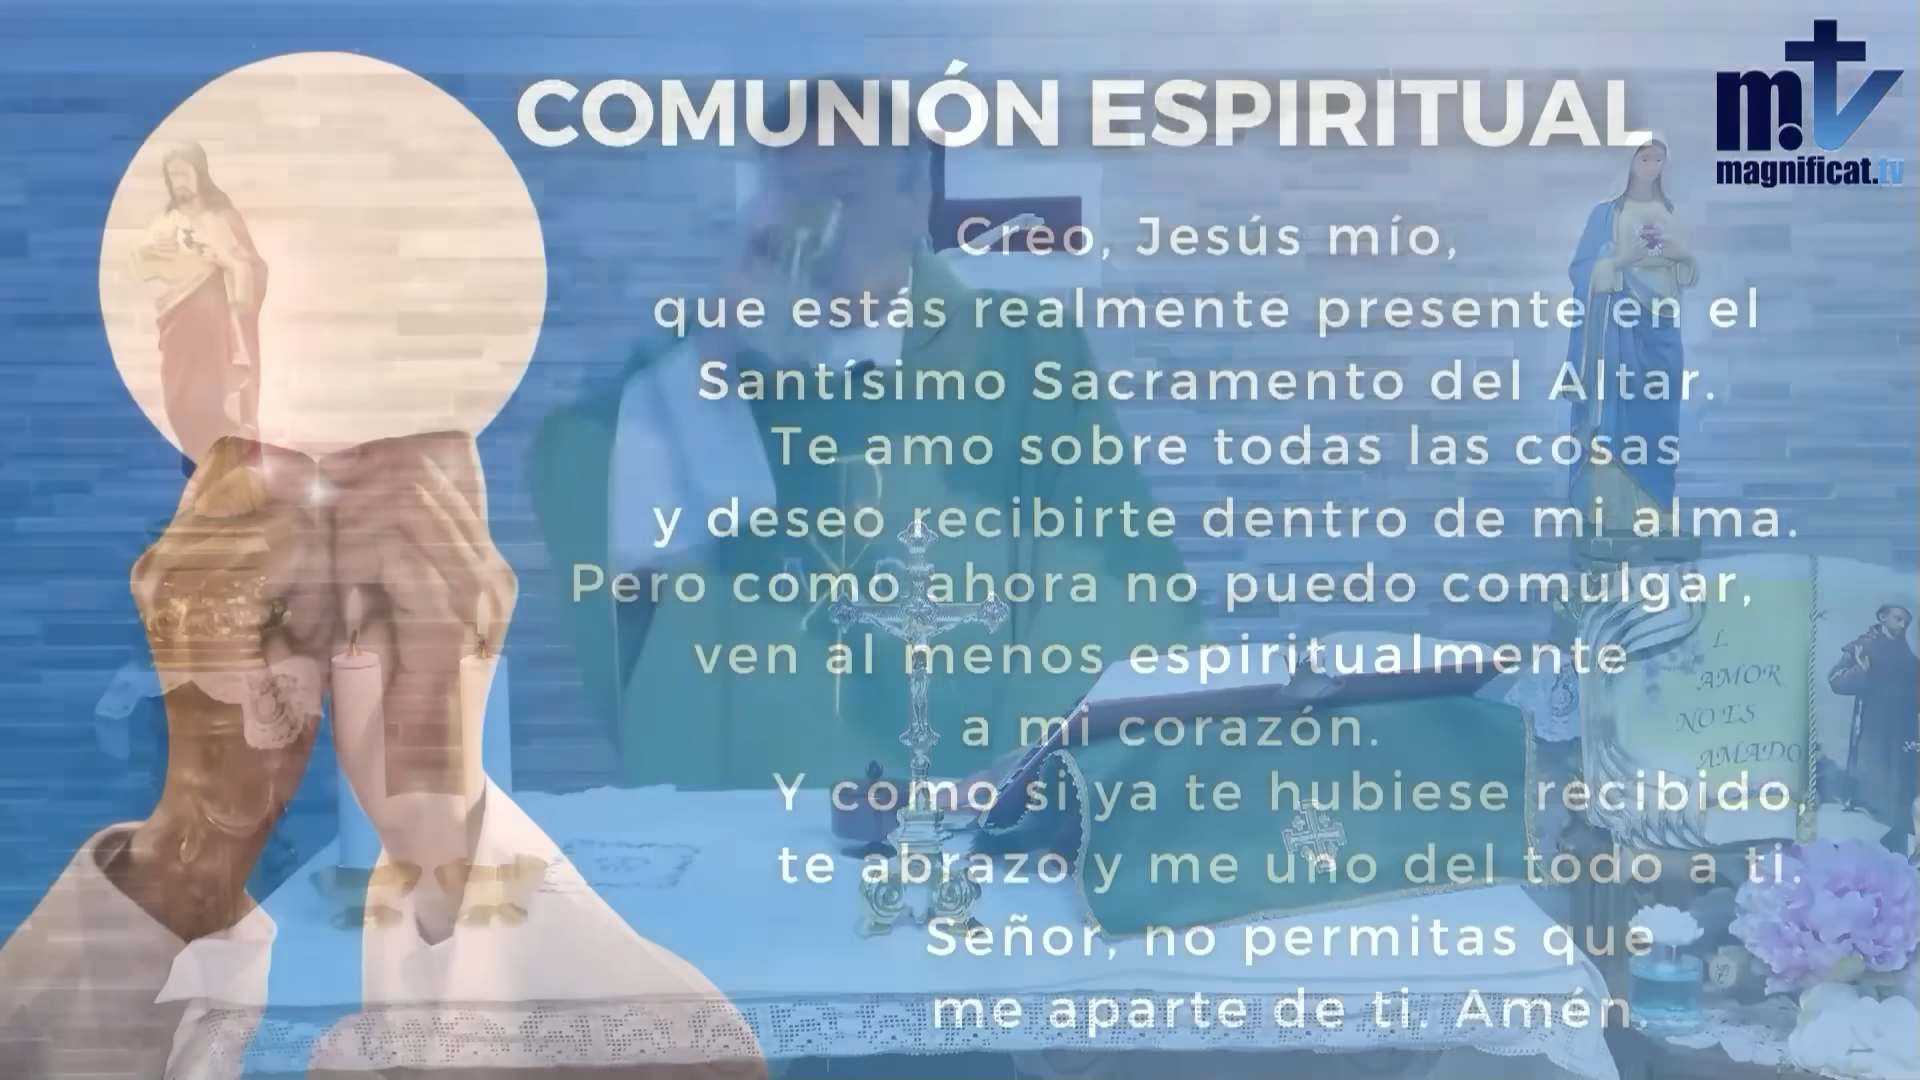 COMUNIÓN ESPIRITUAL
mtv
magnificat.tv
Creo, Jesús mío,
que estás realmente presente en el
Santísimo Sacramento del Altar.
Te amo sobre todas las cosas
y deseo recibirte dentro de mi alma.
Pero como ahora no puedo comulgar,
ven al menos espiritualmente
a mi corazón.
Y como si ya te hubiese recibido,
te abrazo y me uno del todo a ti.
Señor, no permitas que
me aparte de ti. Amén.
L
AMOR
NO ES
AMADO